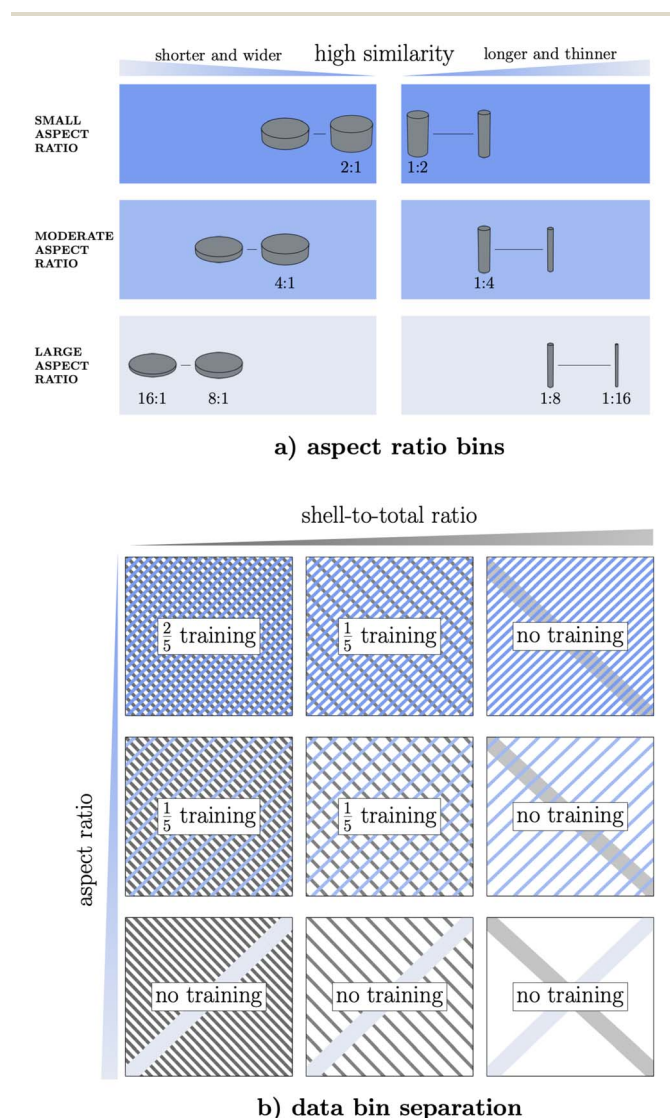 shorter and wider high similarity longer and thinner
SMALL
ASPECT
RATIO
2:1 1:2
MODERATE
ASPECT
RATIO
4:1 1:4
LARGE
ASPECT
RATIO
16:1 8:1 1:8 1:16
a) aspect ratio bins
shell-to-total ratio
2/5 training 1/5 training no training
aspect ratio
1/5 training 1/5 training no training
no training no training no training
b) data bin separation